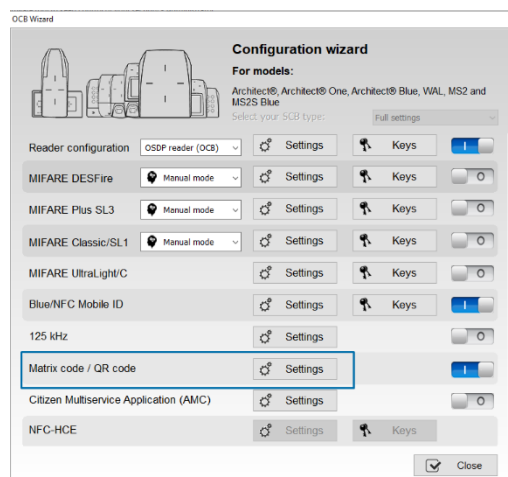 OCB Wizard
Configuration wizard
For models:
Architect®, Architect® One, Architect® Blue, WAL, MS2 and
MS2S Blue
Select your SCB type: Full settings
Reader configuration OSDP reader (OCB) Settings Keys I
MIFARE DESFire Manual mode Settings Keys O
MIFARE Plus SL3 Manual mode Settings Keys O
MIFARE Classic/SL1 Manual mode Settings Keys O
MIFARE UltraLight/C Settings Keys O
Blue/NFC Mobile ID Settings Keys I
125 kHz Settings O
Matrix code / QR code Settings I
Citizen Multiservice Application (AMC) Settings O
NFC-HCE Settings Keys
Close